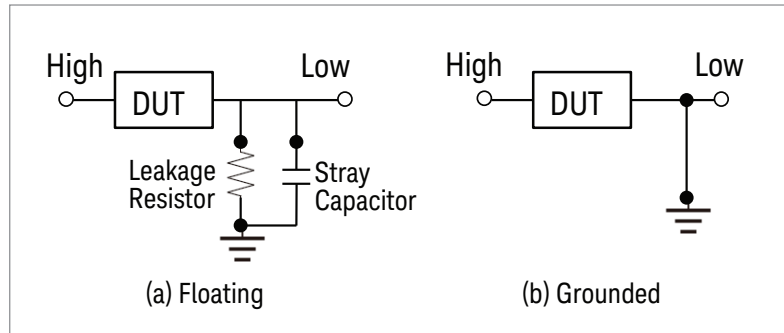 High
DUT
Low
Leakage
Resistor
Stray
Capacitor
(a) Floating
High
DUT
Low
(b) Grounded